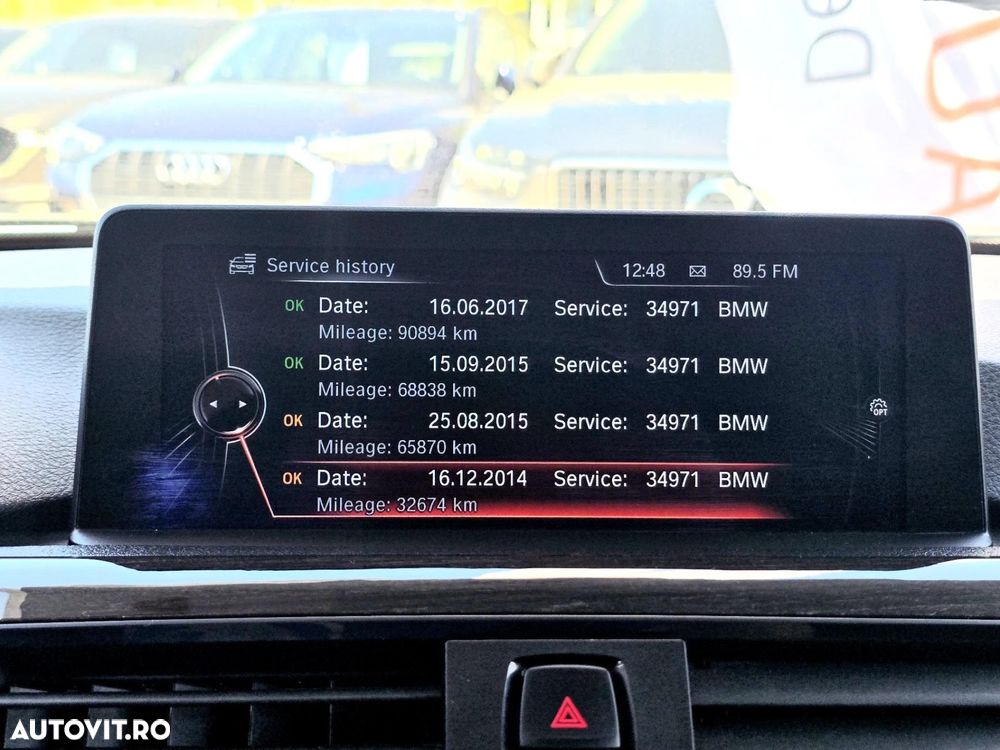 De
U
A
Service history
12:48 89.5 FM
OK Date: 16.06.2017 Service: 34971 BMW
Mileage: 90894 km
OK Date: 15.09.2015 Service: 34971 BMW
Mileage: 68838 km
OK Date: 25.08.2015 Service: 34971 BMW
Mileage: 65870 km
OPT
OK Date: 16.12.2014 Service: 34971 BMW
Mileage: 32674 km
AUTOVIT.RO